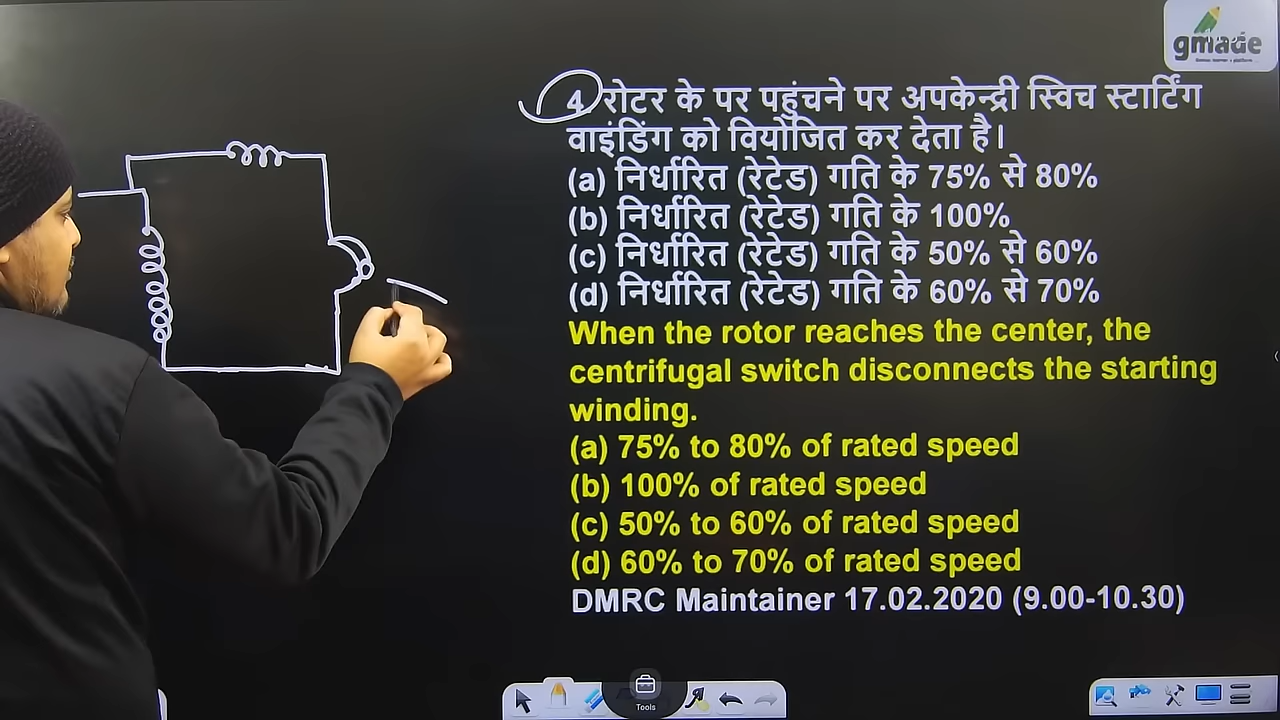 gmade
4. रोटर के पर पहुंचने पर अपकेन्द्री स्विच स्टार्टिंग
वाइंडिंग को वियोजित कर देता है।
(a) निर्धारित (रेटेड) गति के 75% से 80%
(b) निर्धारित (रेटेड) गति के 100%
(c) निर्धारित (रेटेड) गति के 50% से 60%
(d) निर्धारित (रेटेड) गति के 60% से 70%
When the rotor reaches the center, the
centrifugal switch disconnects the starting
winding.
(a) 75% to 80% of rated speed
(b) 100% of rated speed
(c) 50% to 60% of rated speed
(d) 60% to 70% of rated speed
DMRC Maintainer 17.02.2020 (9.00-10.30)
Tools